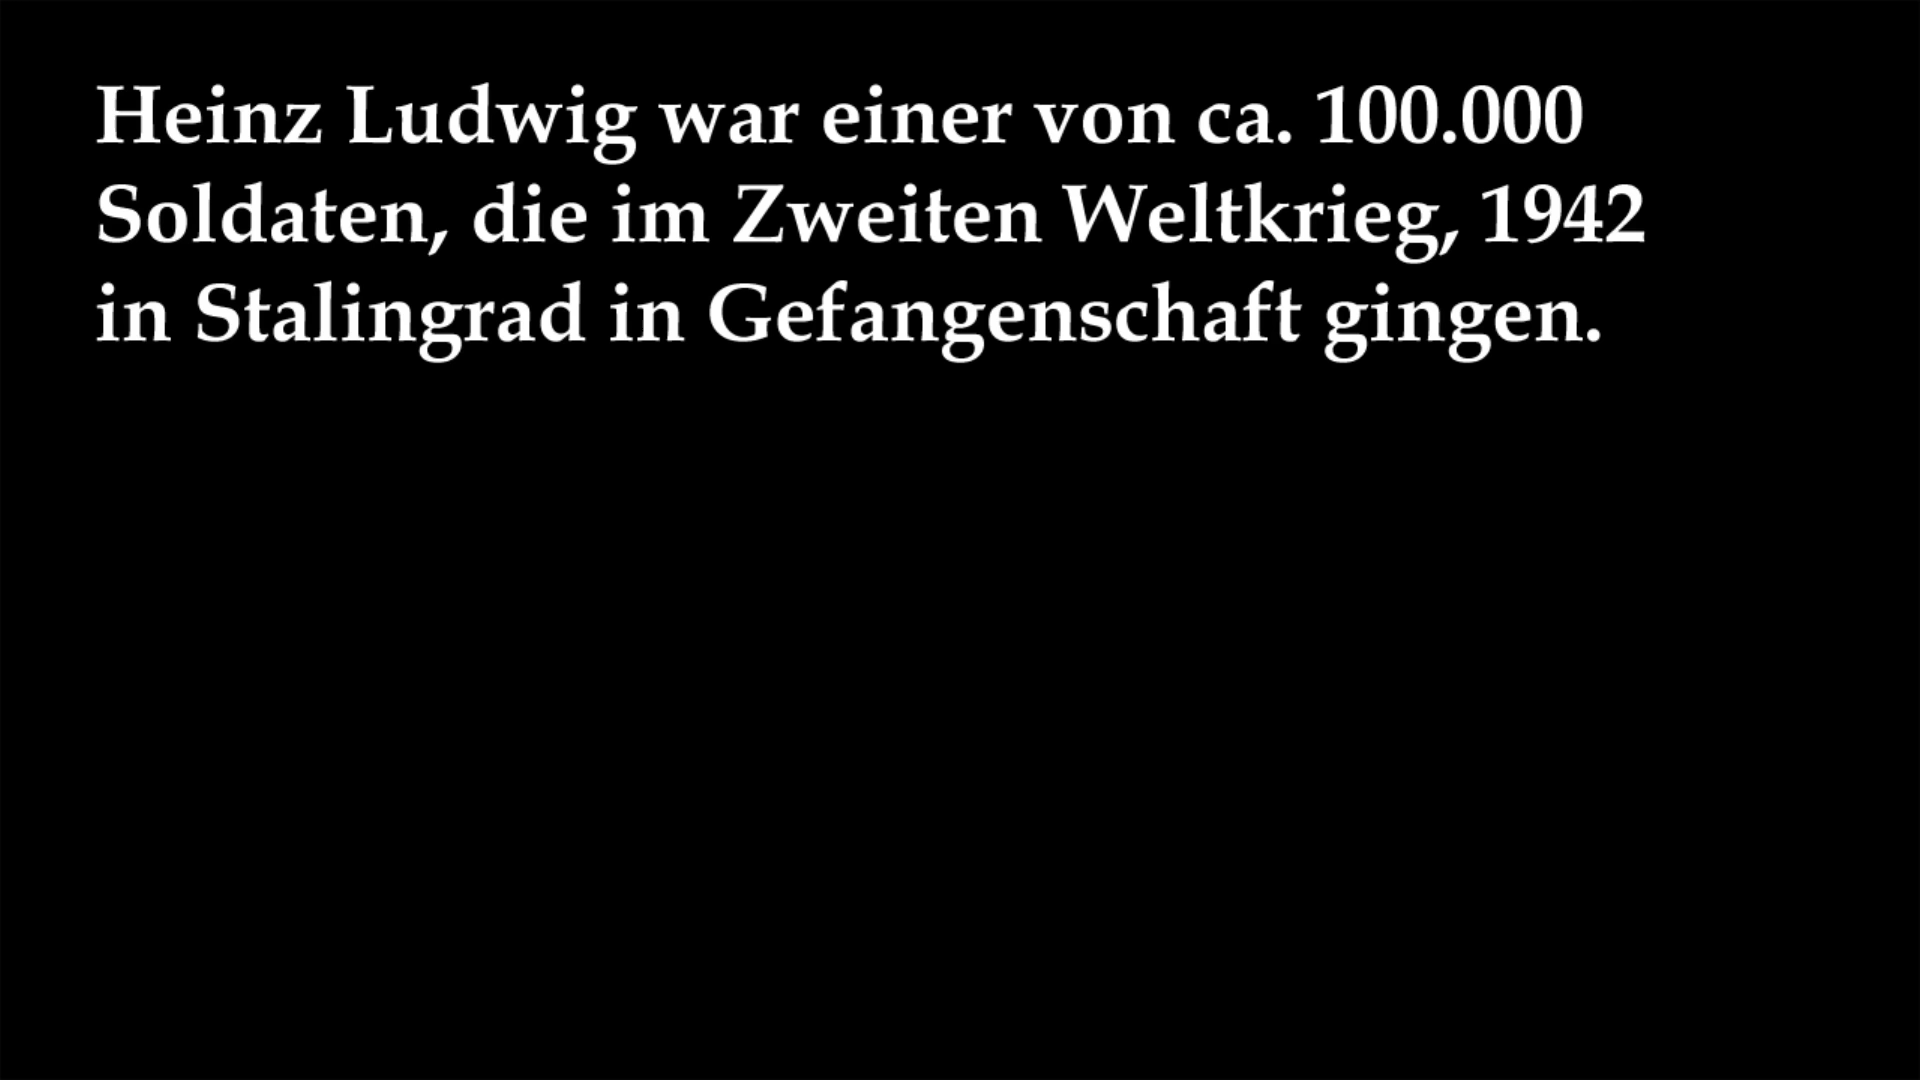 Heinz Ludwig war einer von ca. 100.000
Soldaten, die im Zweiten Weltkrieg, 1942
in Stalingrad in Gefangenschaft gingen.